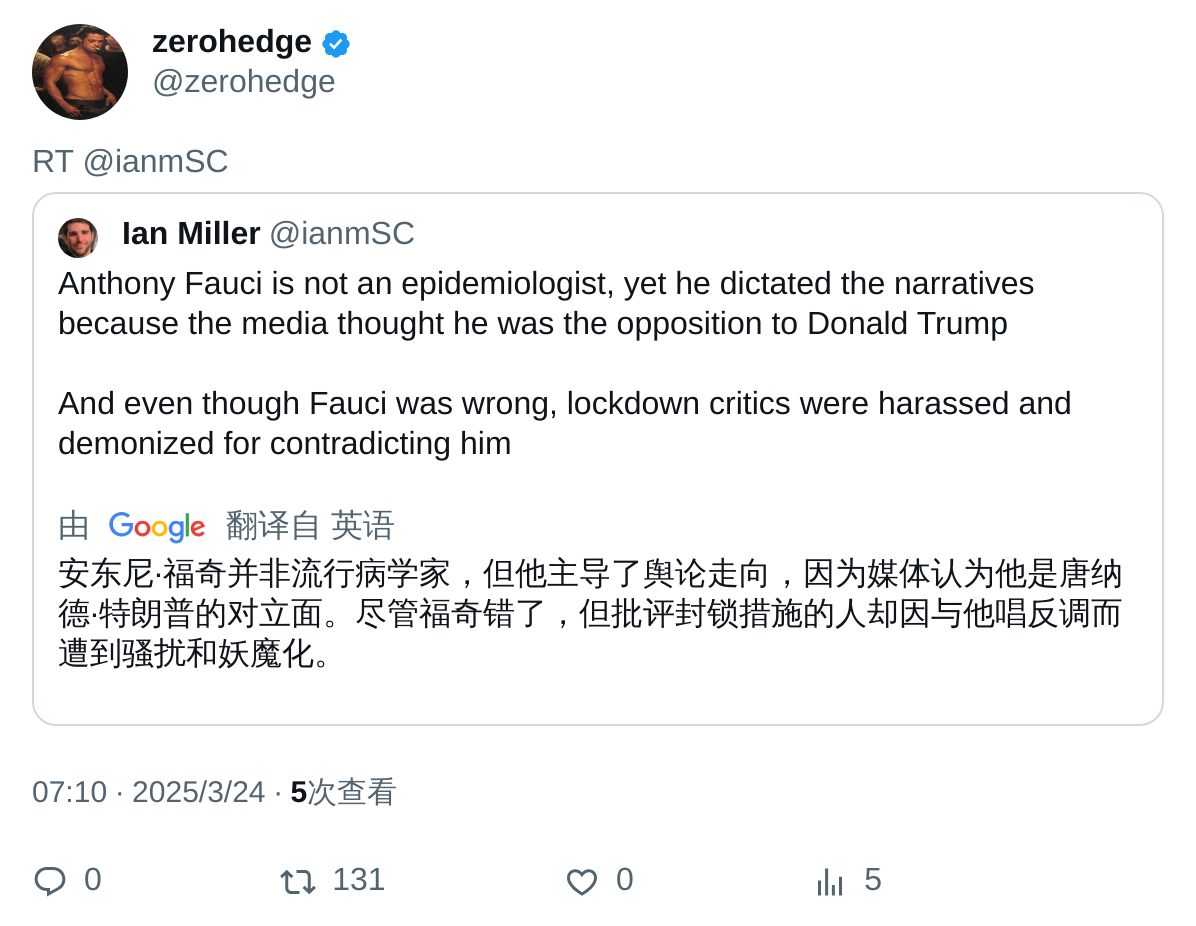 zerohedge
@zerohedge
RT @ianmSC
Ian Miller @ianmSC
Anthony Fauci is not an epidemiologist, yet he dictated the narratives
because the media thought he was the opposition to Donald Trump
And even though Fauci was wrong, lockdown critics were harassed and
demonized for contradicting him
由 Google 翻译自 英语
安东尼·福奇并非流行病学家，但他主导了舆论走向，因为媒体认为他是唐纳
德·特朗普的对立面。尽管福奇错了，但批评封锁措施的人却因与他唱反调而
遭到骚扰和妖魔化。
07:10 · 2025/3/24 · 5次查看
0 131 0 5